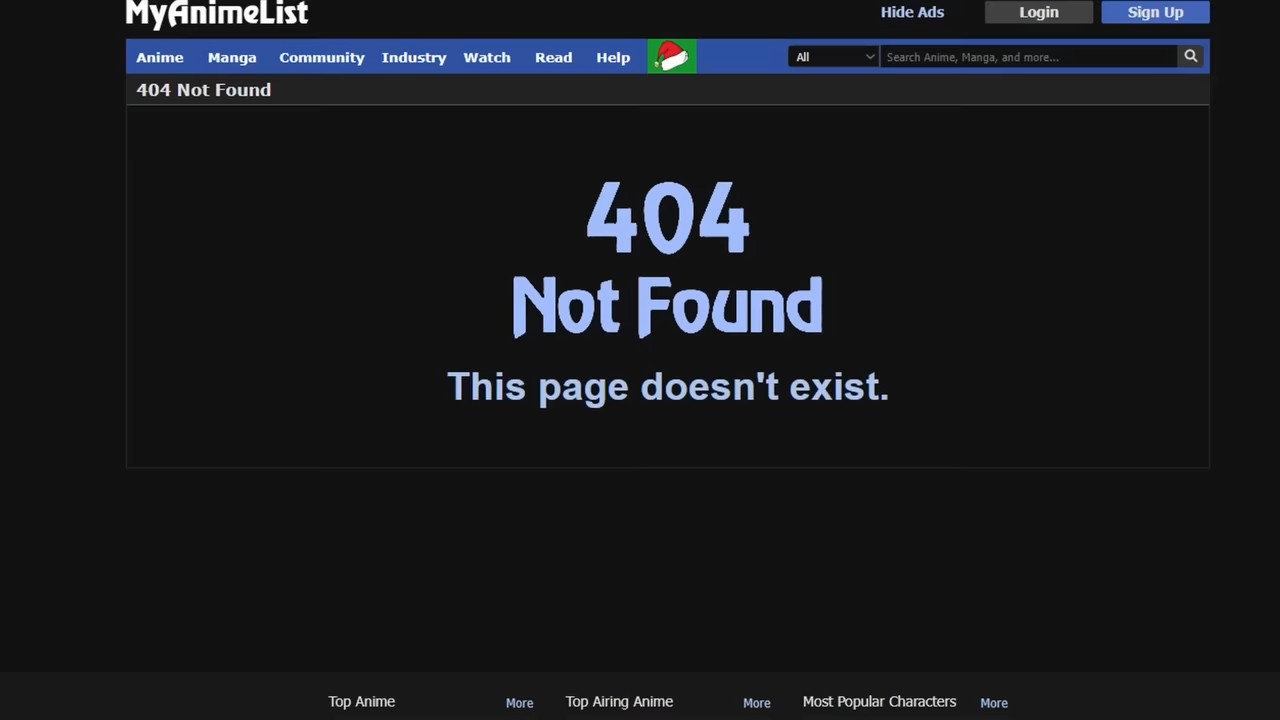 MyAnimeList
Hide Ads Login Sign Up
Anime Manga Community Industry Watch Read Help All Search Anime, Manga, and more...
404 Not Found
404
Not Found
This page doesn't exist.
Top Anime More Top Airing Anime More Most Popular Characters More